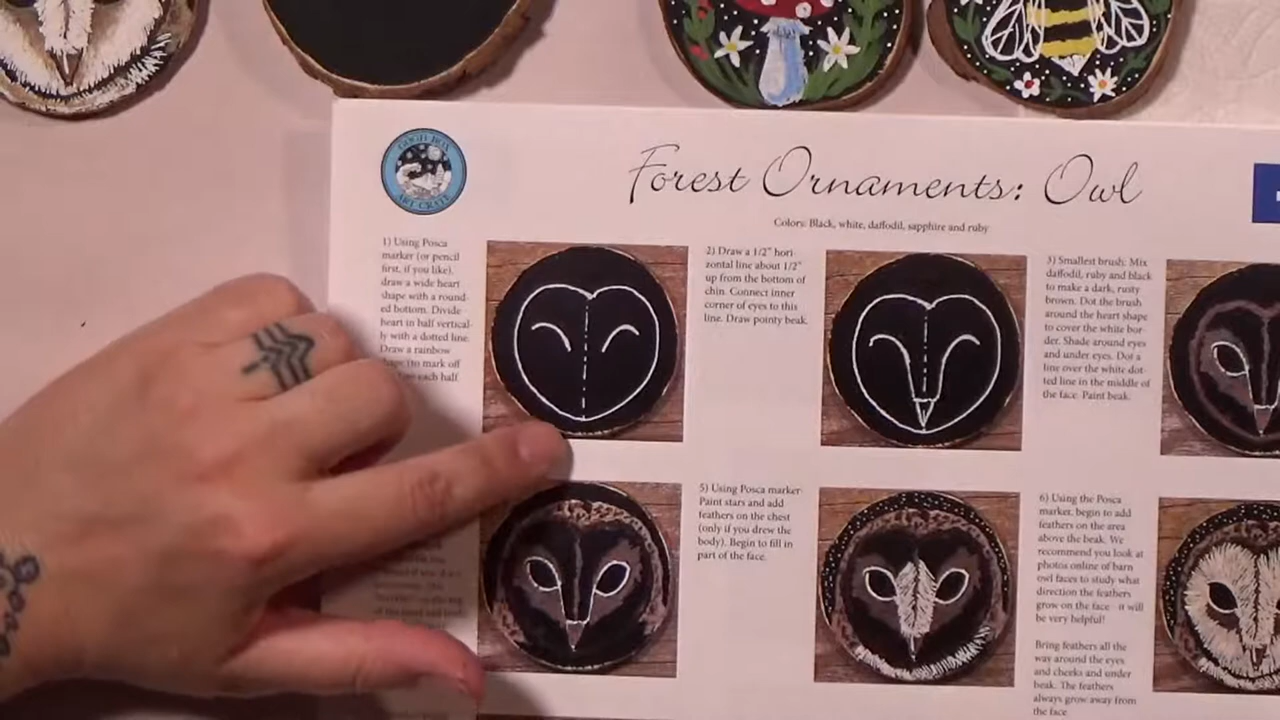 GOGH BOX
ART CRATE
Forest Ornaments: Owl
Colors: Black, white, daffodil, sapphire and ruby
1) Using Posca
marker (or pencil
first, if you like),
draw a wide heart
shape with a round-
ed bottom. Divide
heart in half vertical-
ly with a dotted line.
Draw a rainbow
shape (to mark off
each half.
2) Draw a 1/2" hori-
zontal line about 1/2"
up from the bottom of
chin. Connect inner
corner of eyes to this
line. Draw pointy beak.
3) Smallest brush: Mix
daffodil, ruby and black
to make a dark, rusty
brown. Dot the brush
around the heart shape
to cover the white bor-
der. Shade around eyes
and under eyes. Dot a
line over the white dot-
ted line in the middle of
the face. Paint beak.
5) Using Posca marker:
Paint stars and add
feathers on the chest
(only if you drew the
body). Begin to fill in
part of the face.
6) Using the Posca
marker, begin to add
feathers on the area
above the beak. We
recommend you look at
photos online of barn
owl faces to study what
direction the feathers
grow on the face - it will
be very helpful!
Bring feathers all the
way around the eyes
and cheeks and under
beak. The feathers
always grow away from
the face